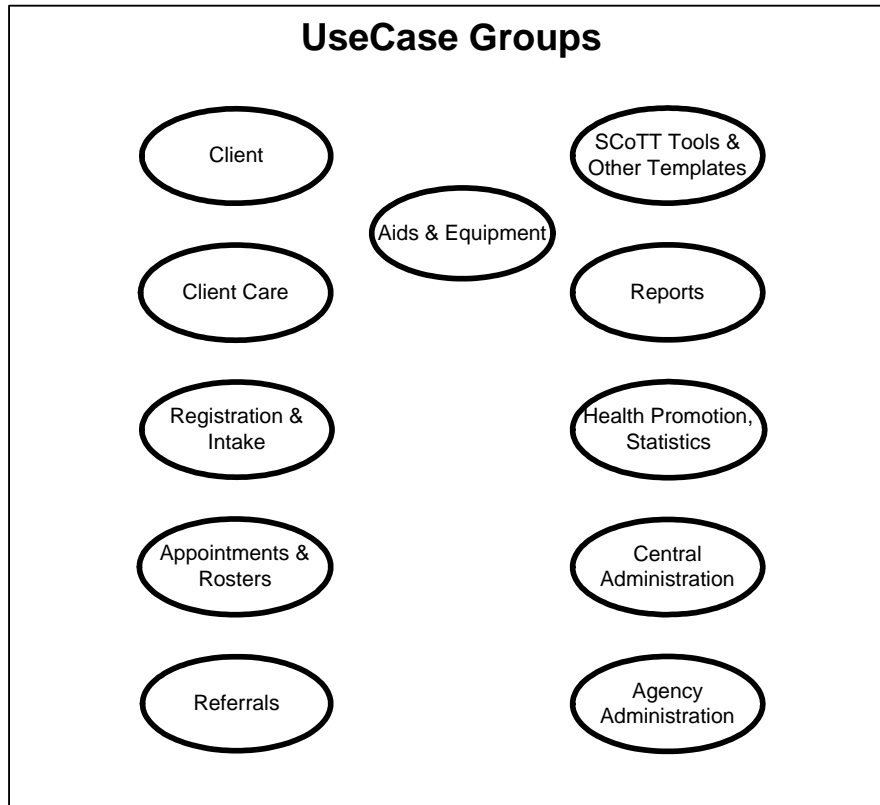 UseCase Groups
Client
SCoTT Tools &
Other Templates
Aids & Equipment
Client Care
Reports
Registration &
Intake
Health Promotion,
Statistics
Appointments &
Rosters
Central
Administration
Referrals
Agency
Administration